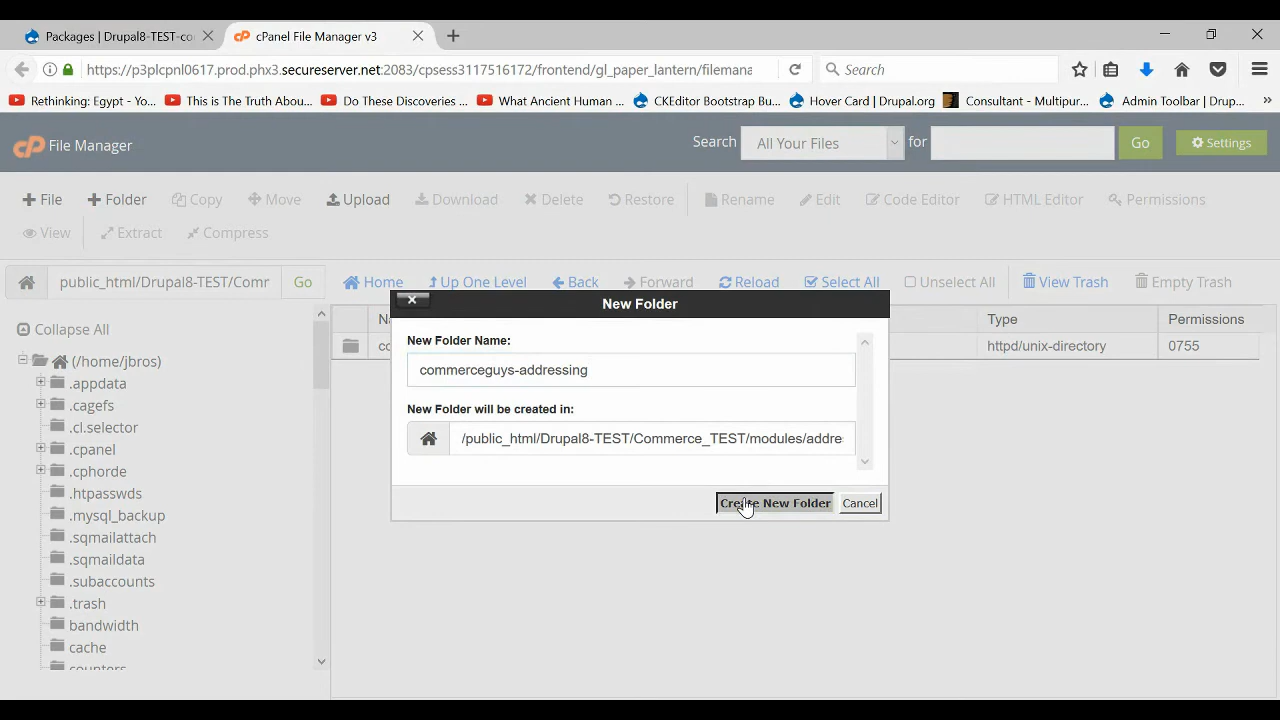 Packages | Drupal8-TEST-co
cPanel File Manager v3
https://p3plcpnl0617.prod.phx3.secureserver.net:2083/cpsess3117516172/frontend/gl_paper_lantern/filemana
Search
Rethinking: Egypt - Yo...
This is The Truth Abou...
Do These Discoveries ...
What Ancient Human ...
CKEditor Bootstrap Bu...
Hover Card | Drupal.org
Consultant - Multipur...
Admin Toolbar | Drup...
cP File Manager
Search
All Your Files
for
Go
Settings
File
Folder
Copy
Move
Upload
Download
Delete
Restore
Rename
Edit
Code Editor
HTML Editor
Permissions
View
Extract
Compress
public_html/Drupal8-TEST/Comr
Go
Home
Up One Level
Back
Forward
Reload
Select All
Unselect All
View Trash
Empty Trash
Collapse All
(/home/jbros)
.appdata
.cagefs
.cl.selector
.cpanel
.cphorde
.htpasswds
.mysql_backup
.sqmailattach
.sqmaildata
.subaccounts
.trash
bandwidth
cache
counters
Type
Permissions
httpd/unix-directory
0755
New Folder
New Folder Name:
commerceguys-addressing
New Folder will be created in:
/public_html/Drupal8-TEST/Commerce_TEST/modules/addre
Create New Folder
Cancel